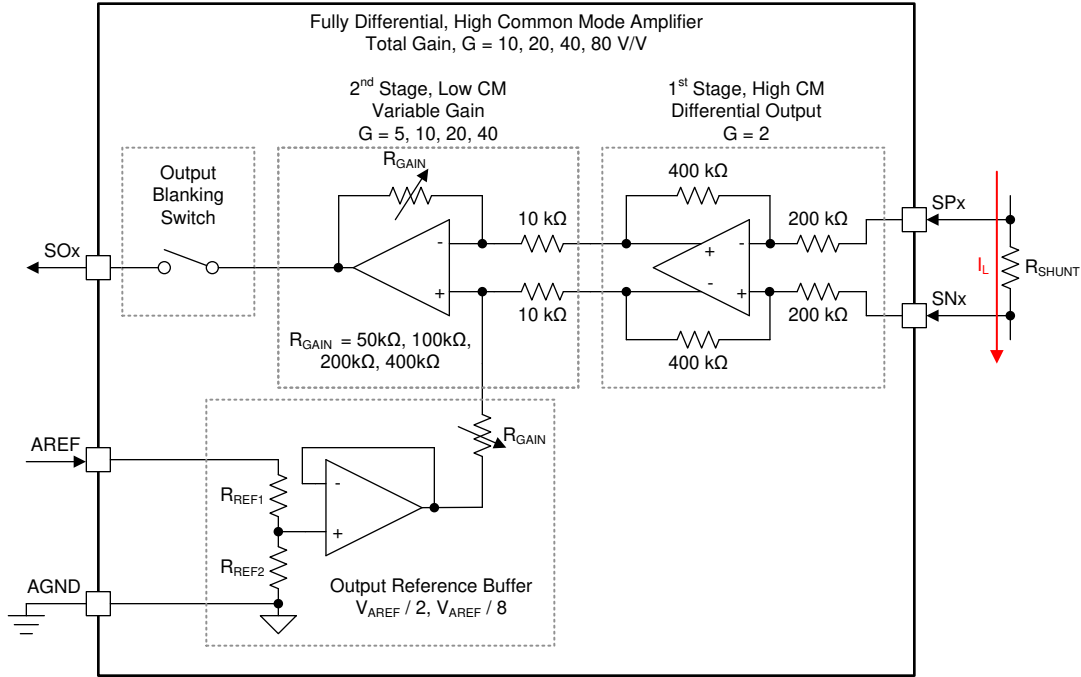 Fully Differential, High Common Mode Amplifier
Total Gain, G = 10, 20, 40, 80 V/V
2nd Stage, Low CM
Variable Gain
G = 5, 10, 20, 40
1st Stage, High CM
Differential Output
G = 2
Output
Blanking
Switch
RGAIN
400 kΩ
10 kΩ
200 kΩ
SPx
SOx
-
+
+
-
-
+
IL
RSHUNT
SNx
10 kΩ
200 kΩ
RGAIN = 50kΩ, 100kΩ,
200kΩ, 400kΩ
400 kΩ
AREF
RGAIN
RREF1
-
+
RREF2
AGND
Output Reference Buffer
VAREF / 2, VAREF / 8